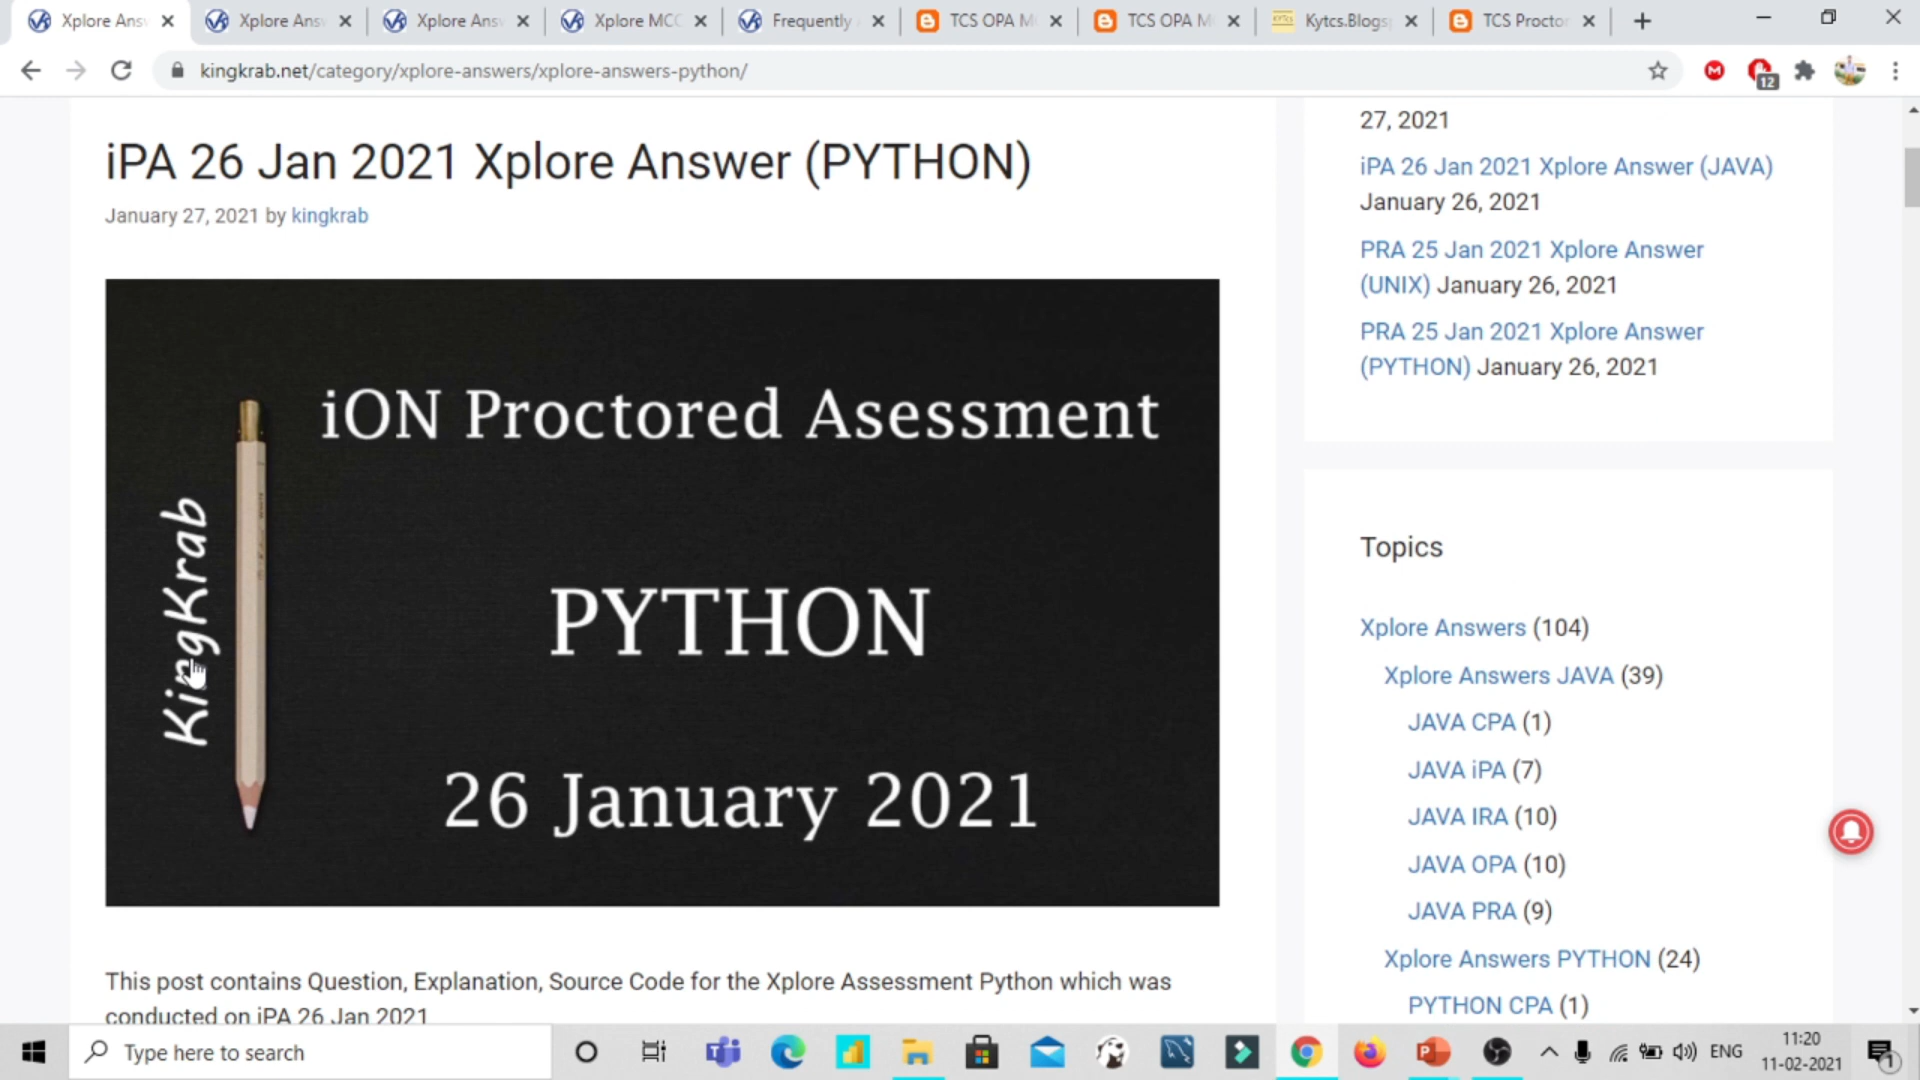 Xplore Ans
Xplore Ans
Xplore Ans
Xplore MCC
Frequently
TCS OPA M
TCS OPA M
Kytcs.Blogs
TCS Procto
kingkrab.net/category/xplore-answers/xplore-answers-python/
12
iPA 26 Jan 2021 Xplore Answer (PYTHON)
January 27, 2021 by kingkrab
iON Proctored Asessment
KingKrab
PYTHON
26 January 2021
This post contains Question, Explanation, Source Code for the Xplore Assessment Python which was
conducted on iPA 26 Jan 2021
27, 2021
iPA 26 Jan 2021 Xplore Answer (JAVA)
January 26, 2021
PRA 25 Jan 2021 Xplore Answer
(UNIX) January 26, 2021
PRA 25 Jan 2021 Xplore Answer
(PYTHON) January 26, 2021
Topics
Xplore Answers (104)
Xplore Answers JAVA (39)
JAVA CPA (1)
JAVA iPA (7)
JAVA IRA (10)
JAVA OPA (10)
JAVA PRA (9)
Xplore Answers PYTHON (24)
PYTHON CPA (1)
Type here to search
ENG
11:20
11-02-2021
1